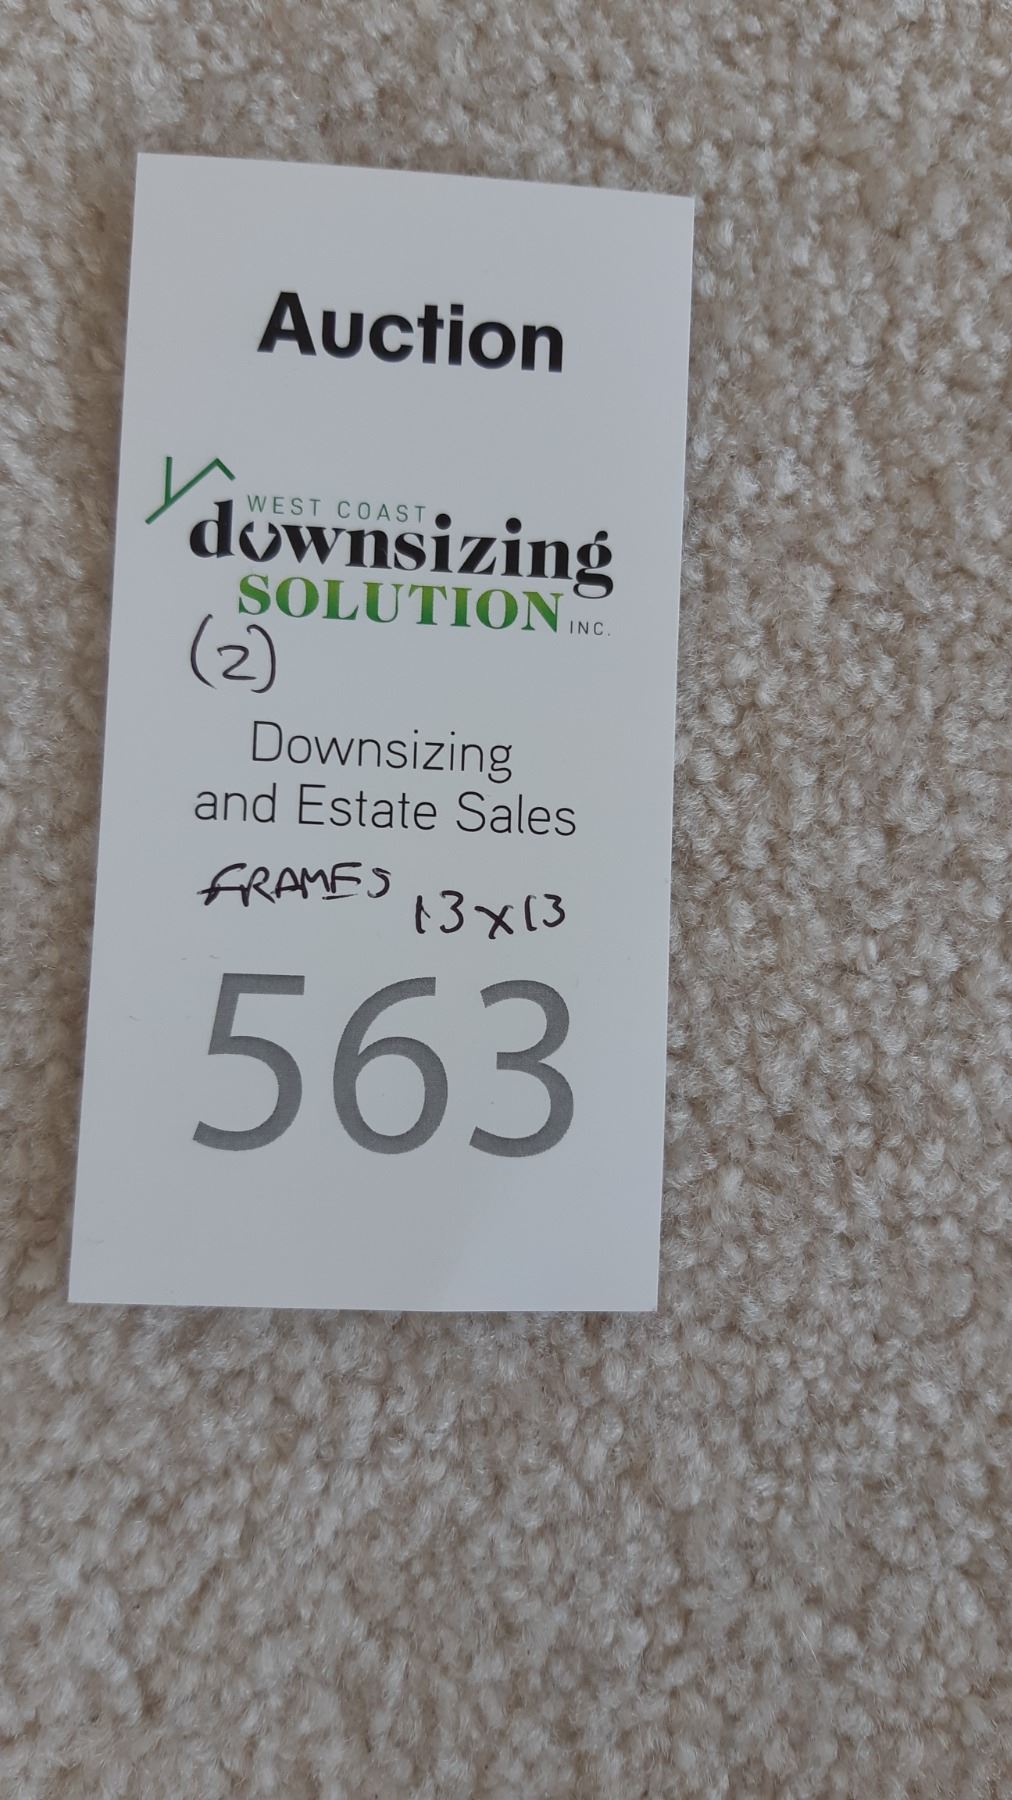 Auction
WEST COAST
downsizing
SOLUTION INC.
(2)
Downsizing
and Estate Sales
FRAMES 13x13
563